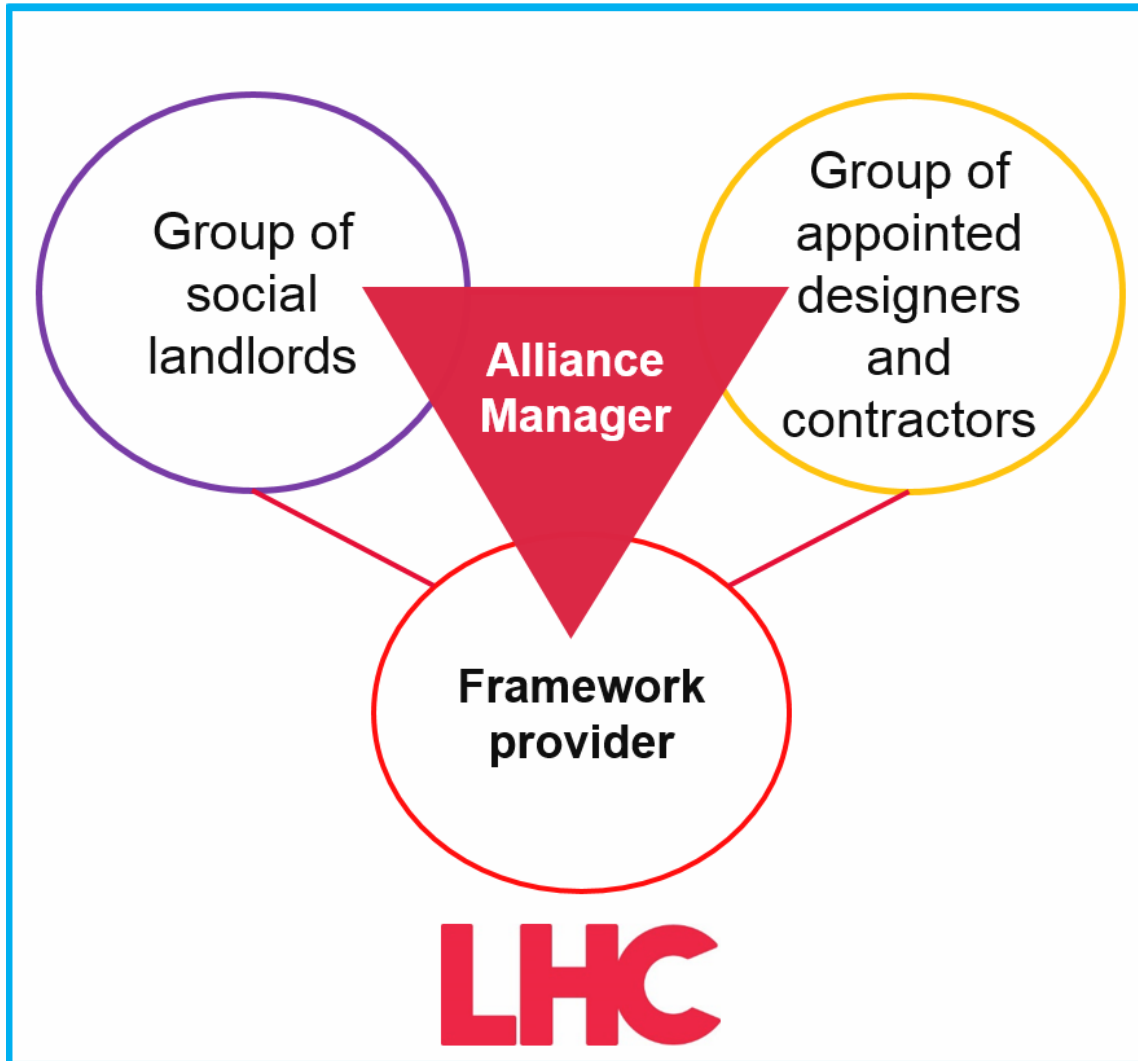 Group of
social
landlords
Group of
appointed
designers
and
contractors
Alliance
Manager
Framework
provider
LHC